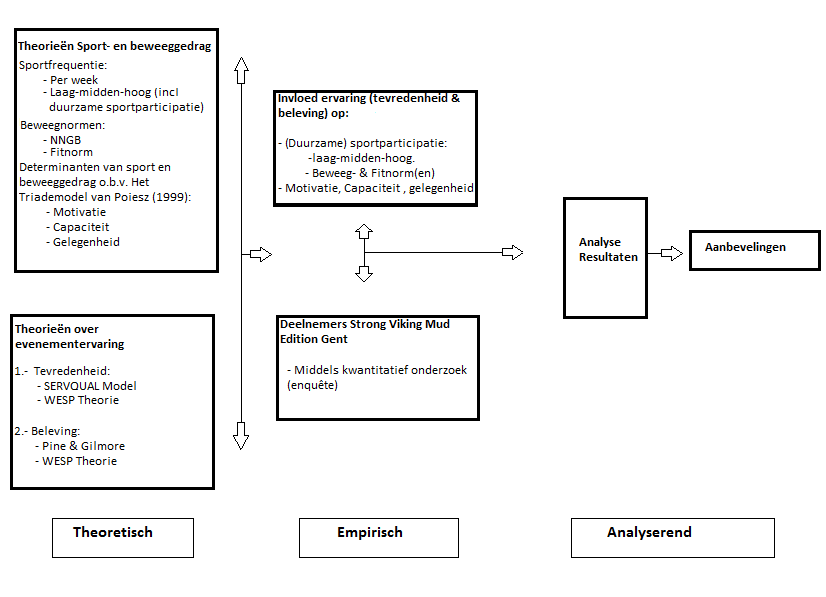 Theorieën Sport- en beweeggedrag
Sportfrequentie:
- Per week
- Laag-midden-hoog (incl
duurzame sportparticipatie)
Beweegnormen:
- NNGB
- Fitnorm
Determinanten van sport en
beweeggedrag o.b.v. Het
Triademodel van Poiesz (1999):
- Motivatie
- Capaciteit
- Gelegenheid
Theorieën over
evenementervaring
1.- Tevredenheid:
- SERVQUAL Model
- WESP Theorie
2.- Beleving:
- Pine & Gilmore
- WESP Theorie
Invloed ervaring (tevredenheid &
beleving) op:
- (Duurzame) sportparticipatie:
-laag-midden-hoog.
- Beweeg- & Fitnorm(en)
- Motivatie, Capaciteit , gelegenheid
Deelnemers Strong Viking Mud
Edition Gent
- Middels kwantitatief onderzoek
(enquête)
Analyse
Resultaten
Aanbevelingen
Theoretisch
Empirisch
Analyserend